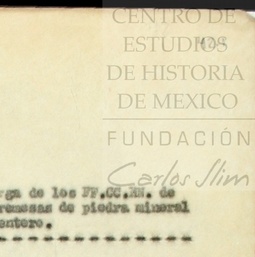 CENTRO DE
ESTUDIOS
DE HISTORIA
DE MEXICO
FUNDACIÓN
Carlos Slim
rga de los FF.CC.NN. de
remesas de piedra mineral
entero.